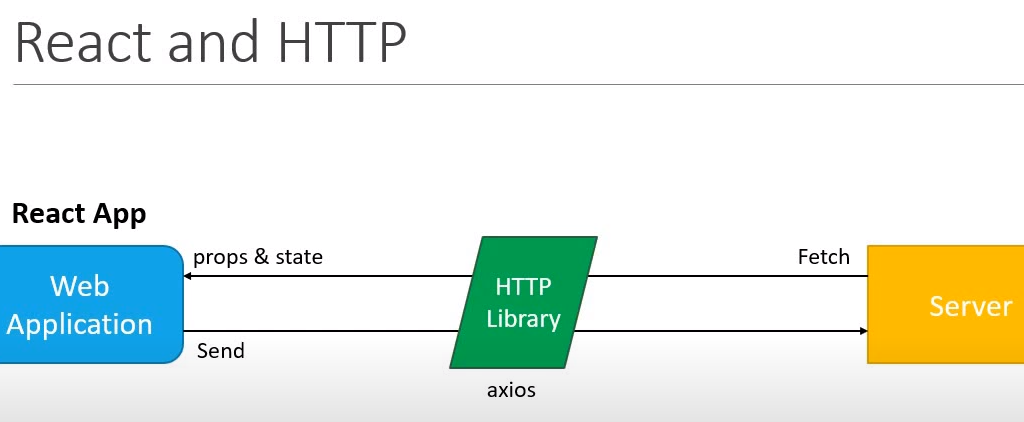 React and HTTP
React App
props & state
Fetch
Web
Application
HTTP
Library
Server
Send
axios